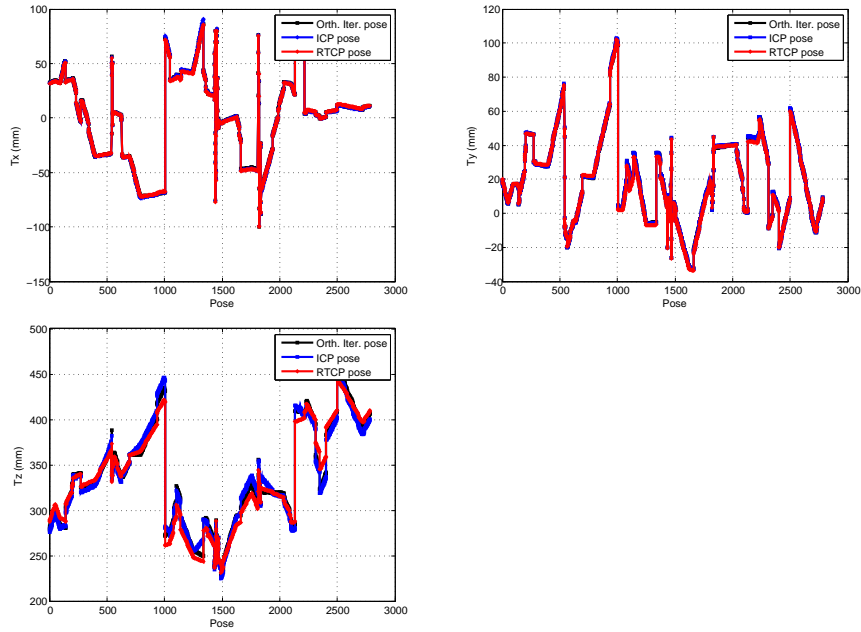 100
50
0
−50
−100
−150
Tx (mm)
0 500 1000 1500 2000 2500 3000
Pose
Orth. Iter. pose
ICP pose
RTCP pose
120
100
80
60
40
20
0
−20
−40
Ty (mm)
0 500 1000 1500 2000 2500 3000
Pose
Orth. Iter. pose
ICP pose
RTCP pose
500
450
400
350
300
250
200
Tz (mm)
0 500 1000 1500 2000 2500 3000
Pose
Orth. Iter. pose
ICP pose
RTCP pose